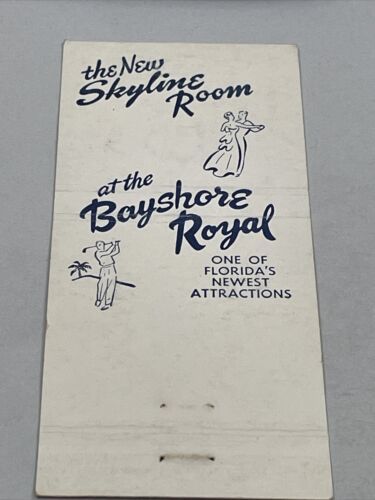 the New
Skyline
Room
at the
Bayshore
Royal
ONE OF
FLORIDA'S
NEWEST
ATTRACTIONS